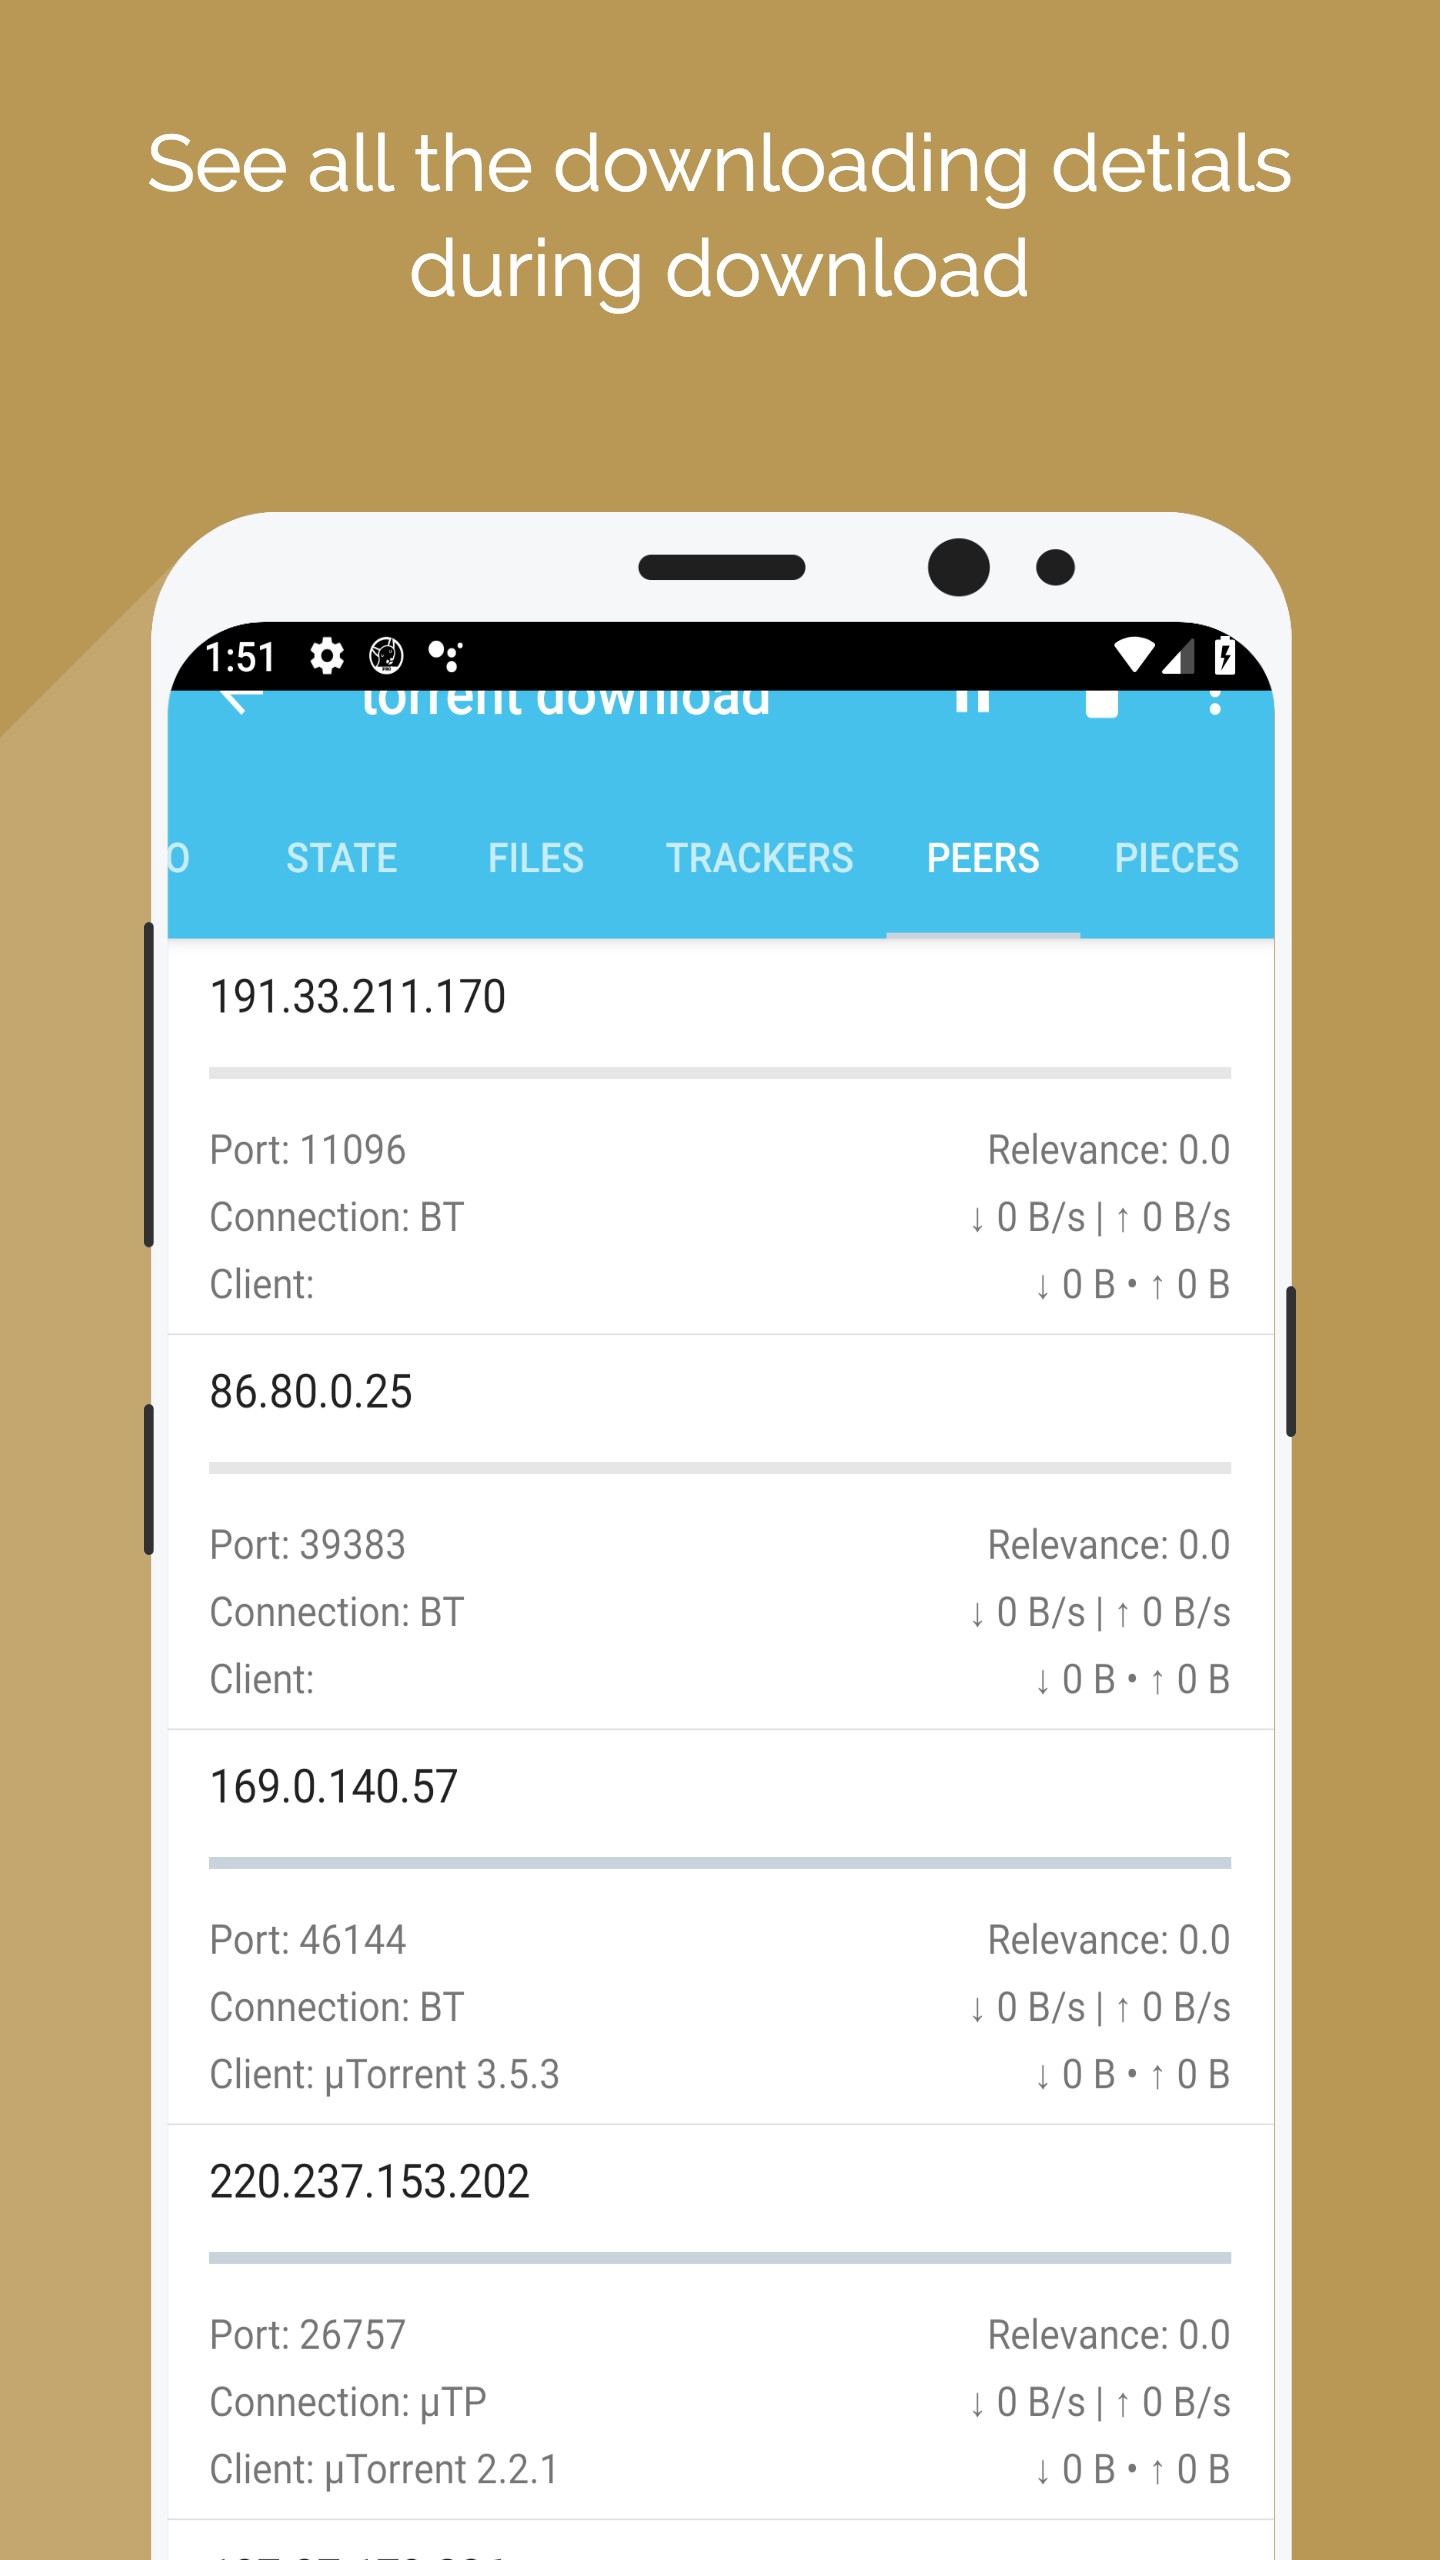 See all the downloading detials
during download
1:51
torrent download
O STATE FILES TRACKERS PEERS PIECES
191.33.211.170
Port: 11096 Relevance: 0.0
Connection: BT ↓ 0 B/s | ↑ 0 B/s
Client: ↓ 0 B • ↑ 0 B
86.80.0.25
Port: 39383 Relevance: 0.0
Connection: BT ↓ 0 B/s | ↑ 0 B/s
Client: ↓ 0 B • ↑ 0 B
169.0.140.57
Port: 46144 Relevance: 0.0
Connection: BT ↓ 0 B/s | ↑ 0 B/s
Client: µTorrent 3.5.3 ↓ 0 B • ↑ 0 B
220.237.153.202
Port: 26757 Relevance: 0.0
Connection: µTP ↓ 0 B/s | ↑ 0 B/s
Client: µTorrent 2.2.1 ↓ 0 B • ↑ 0 B